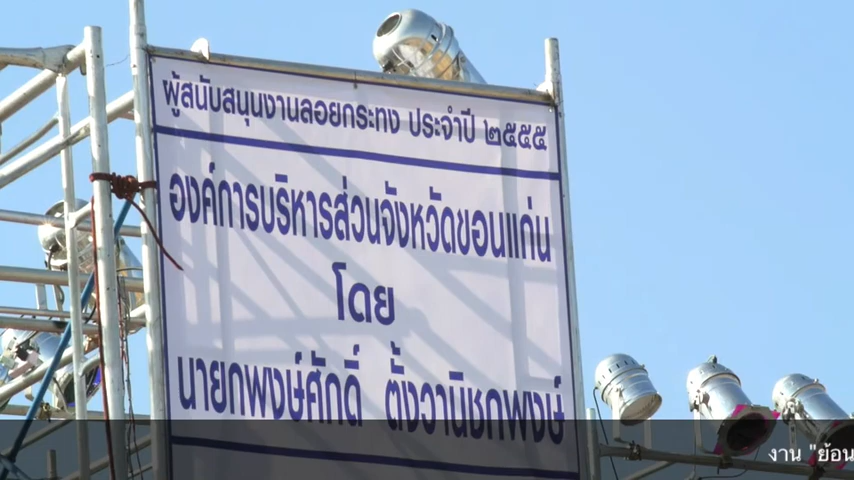 ผู้สนับสนุนงานลอยกระทง ประจำปี ๒๕๕๕
องค์การบริหารส่วนจังหวัดขอนแก่น
โดย
นายกพงษ์ศักดิ์ ตั้งวานิชกพงษ์
งาน "ย้อน